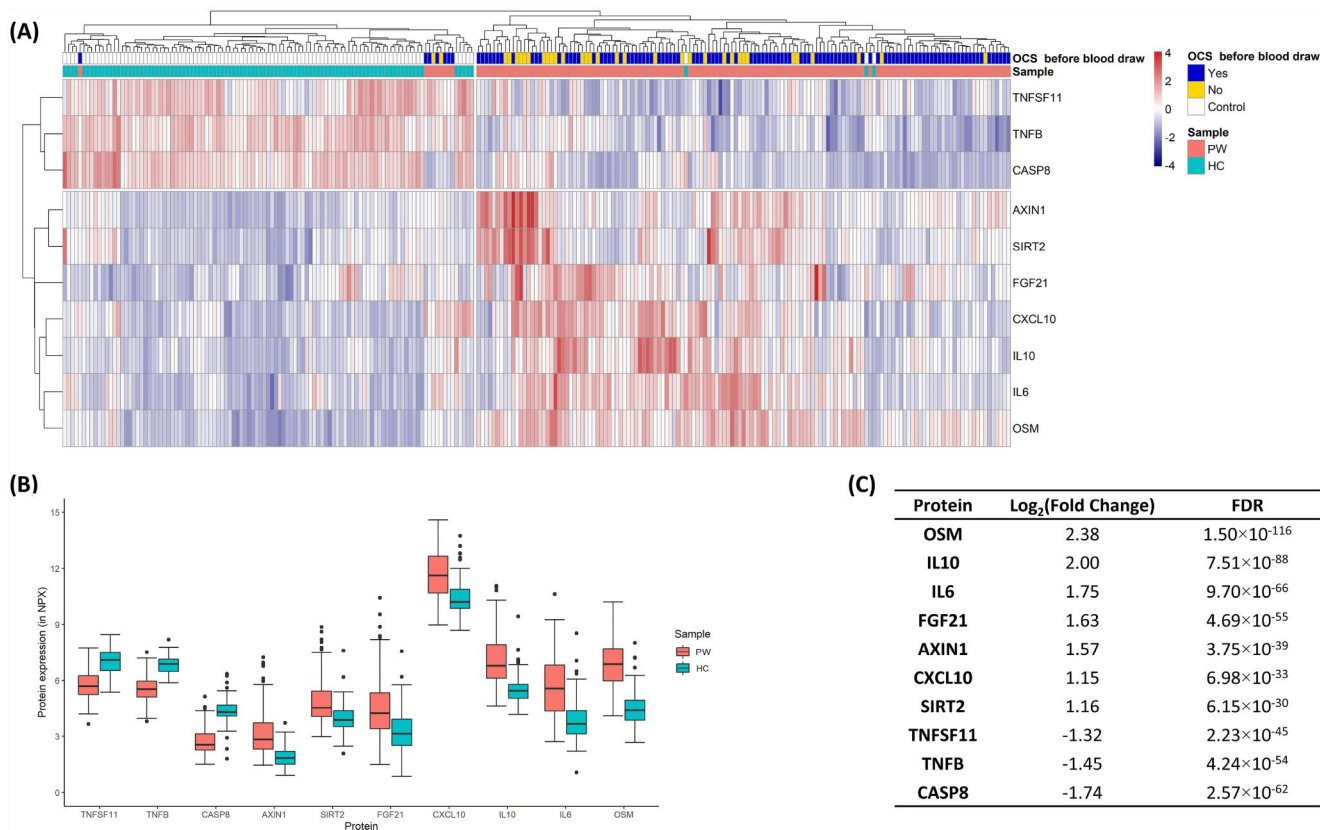 (A)
OCS before blood draw
Sample
TNFSF11
TNFB
CASP8
AXIN1
SIRT2
FGF21
CXCL10
IL10
IL6
OSM
4
2
0
-2
-4
OCS before blood draw
Yes
No
Control
Sample
PW
HC
(B)
Protein expression (in NPX)
15
12
9
6
3
0
TNFSF11 TNFB CASP8 AXIN1 SIRT2 FGF21 CXCL10 IL10 IL6 OSM
Protein
Sample
PW
HC
(C)
Protein Log₂(Fold Change) FDR
OSM 2.38 1.50×10⁻¹¹⁶
IL10 2.00 7.51×10⁻⁸⁸
IL6 1.75 9.70×10⁻⁶⁶
FGF21 1.63 4.69×10⁻⁵⁵
AXIN1 1.57 3.75×10⁻³⁹
CXCL10 1.15 6.98×10⁻³³
SIRT2 1.16 6.15×10⁻³⁰
TNFSF11 -1.32 2.23×10⁻⁴⁵
TNFB -1.45 4.24×10⁻⁵⁴
CASP8 -1.74 2.57×10⁻⁶²